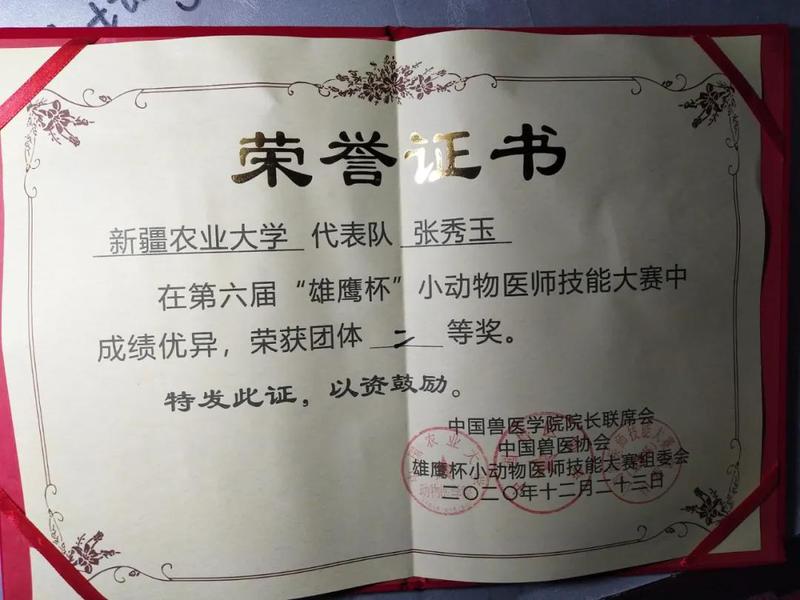 荣誉证书
新疆农业大学 代表队 张秀玉
在第六届“雄鹰杯”小动物医师技能大赛中
成绩优异，荣获团体 二 等奖。
特发此证，以资鼓励。
中国兽医学院院长联席会
中国兽医协会
雄鹰杯小动物医师技能大赛组委会
二〇二〇年十二月二十三日